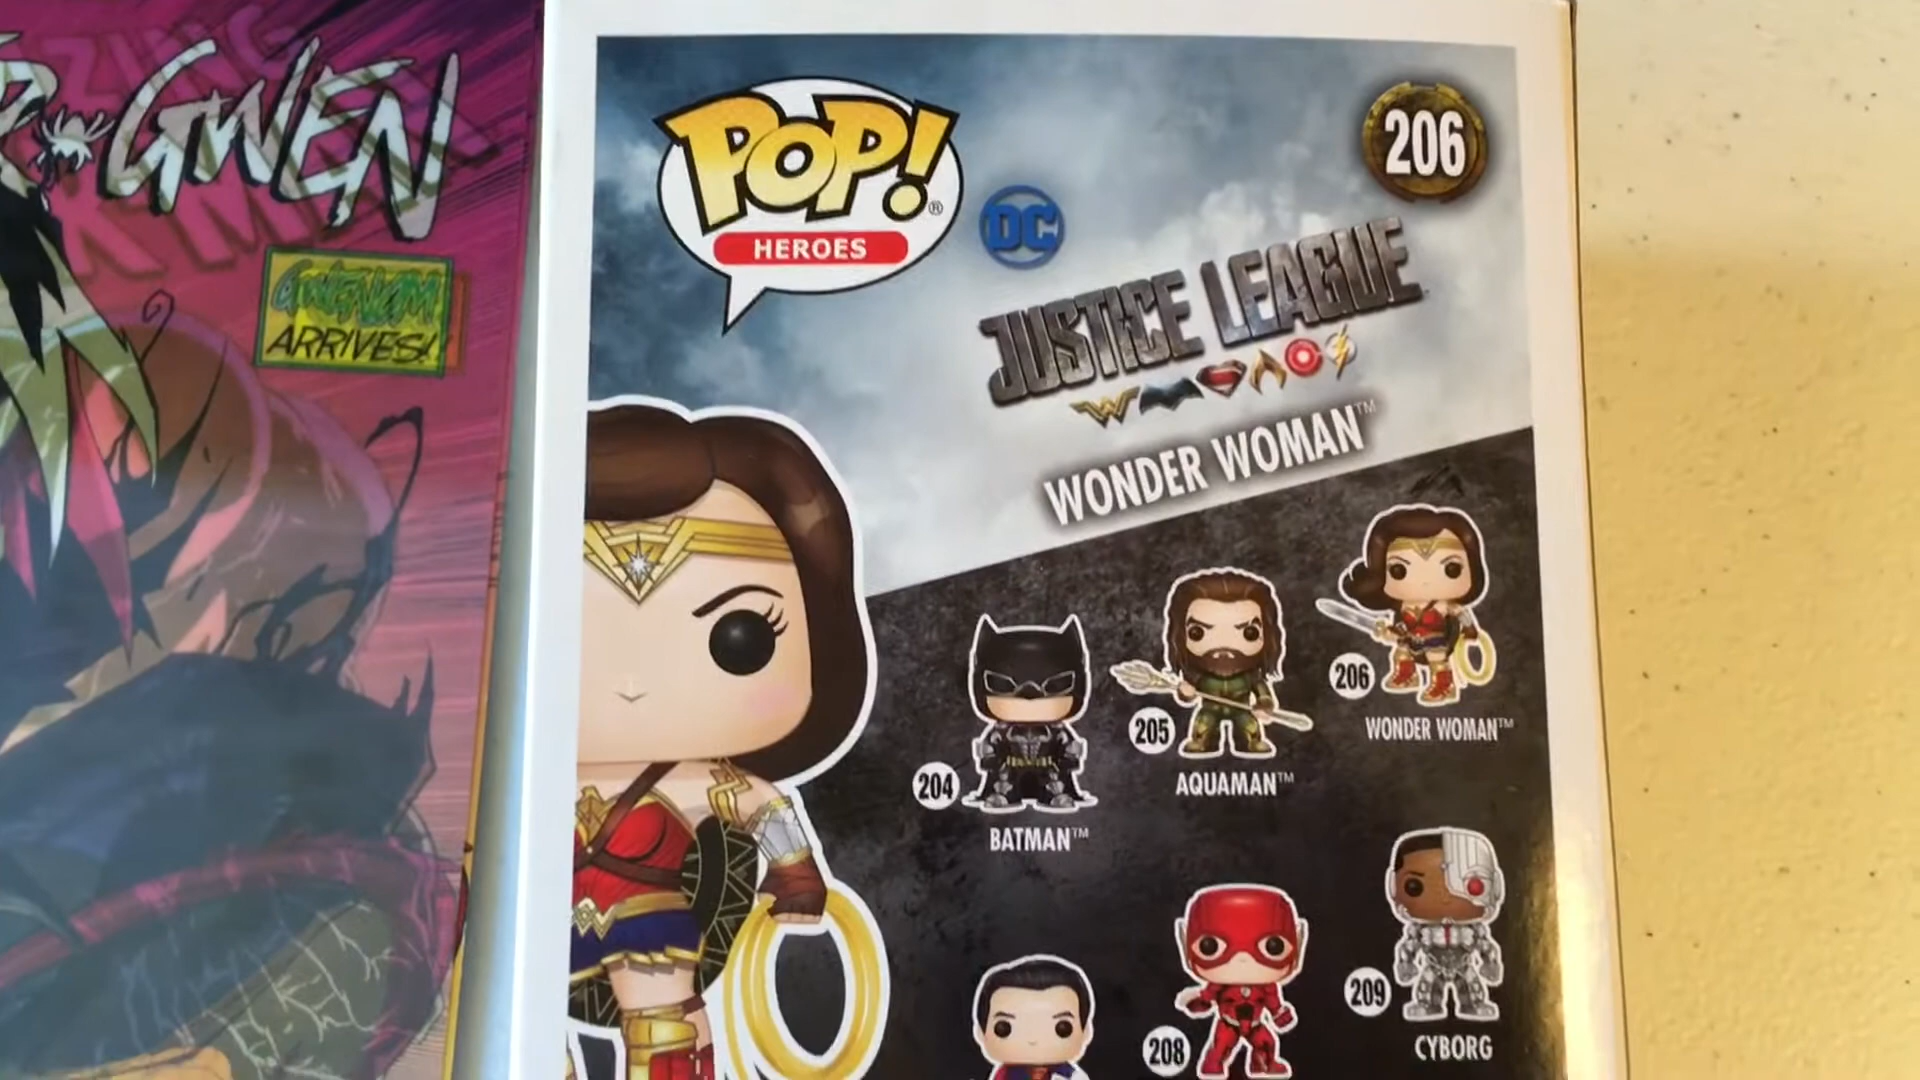 GWEN
GWENOM
ARRIVES!
POP!®
HEROES
DC
206
JUSTICE LEAGUE
WONDER WOMAN™
204
BATMAN™
205
AQUAMAN™
206
WONDER WOMAN™
208
209
CYBORG